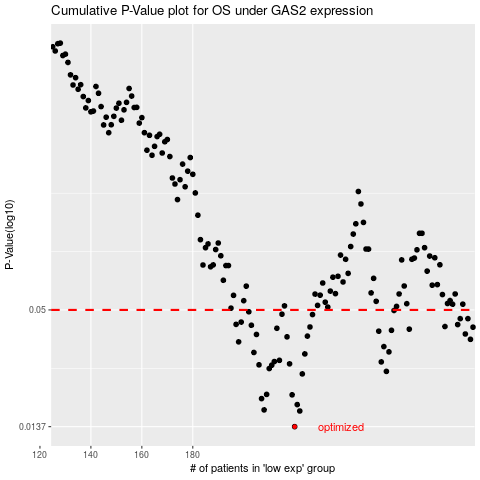 Cumulative P-Value plot for OS under GAS2 expression
P-Value(log10)
0.05
0.0137
optimized
120 140 160 180
# of patients in 'low exp' group